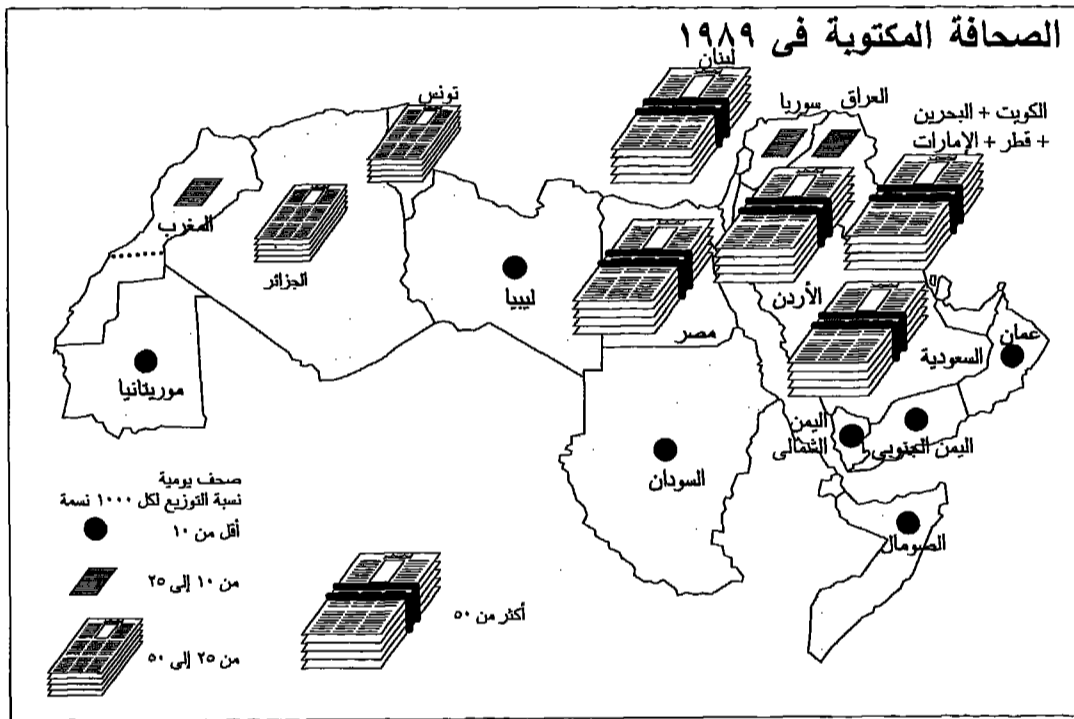 الصحافة المكتوبة فى ١٩٨٩
لبنان
تونس
سوريا
العراق
الكويت + البحرين
+ قطر + الإمارات
المغرب
الجزائر
ليبيا
مصر
الأردن
السعودية
عمان
موريتانيا
السودان
اليمن
الشمالى
اليمن الجنوبى
الصومال
صحف يومية
نسبة التوزيع لكل ١٠٠٠ نسمة
أقل من ١٠
من ١٠ إلى ٢٥
من ٢٥ إلى ٥٠
أكثر من ٥٠